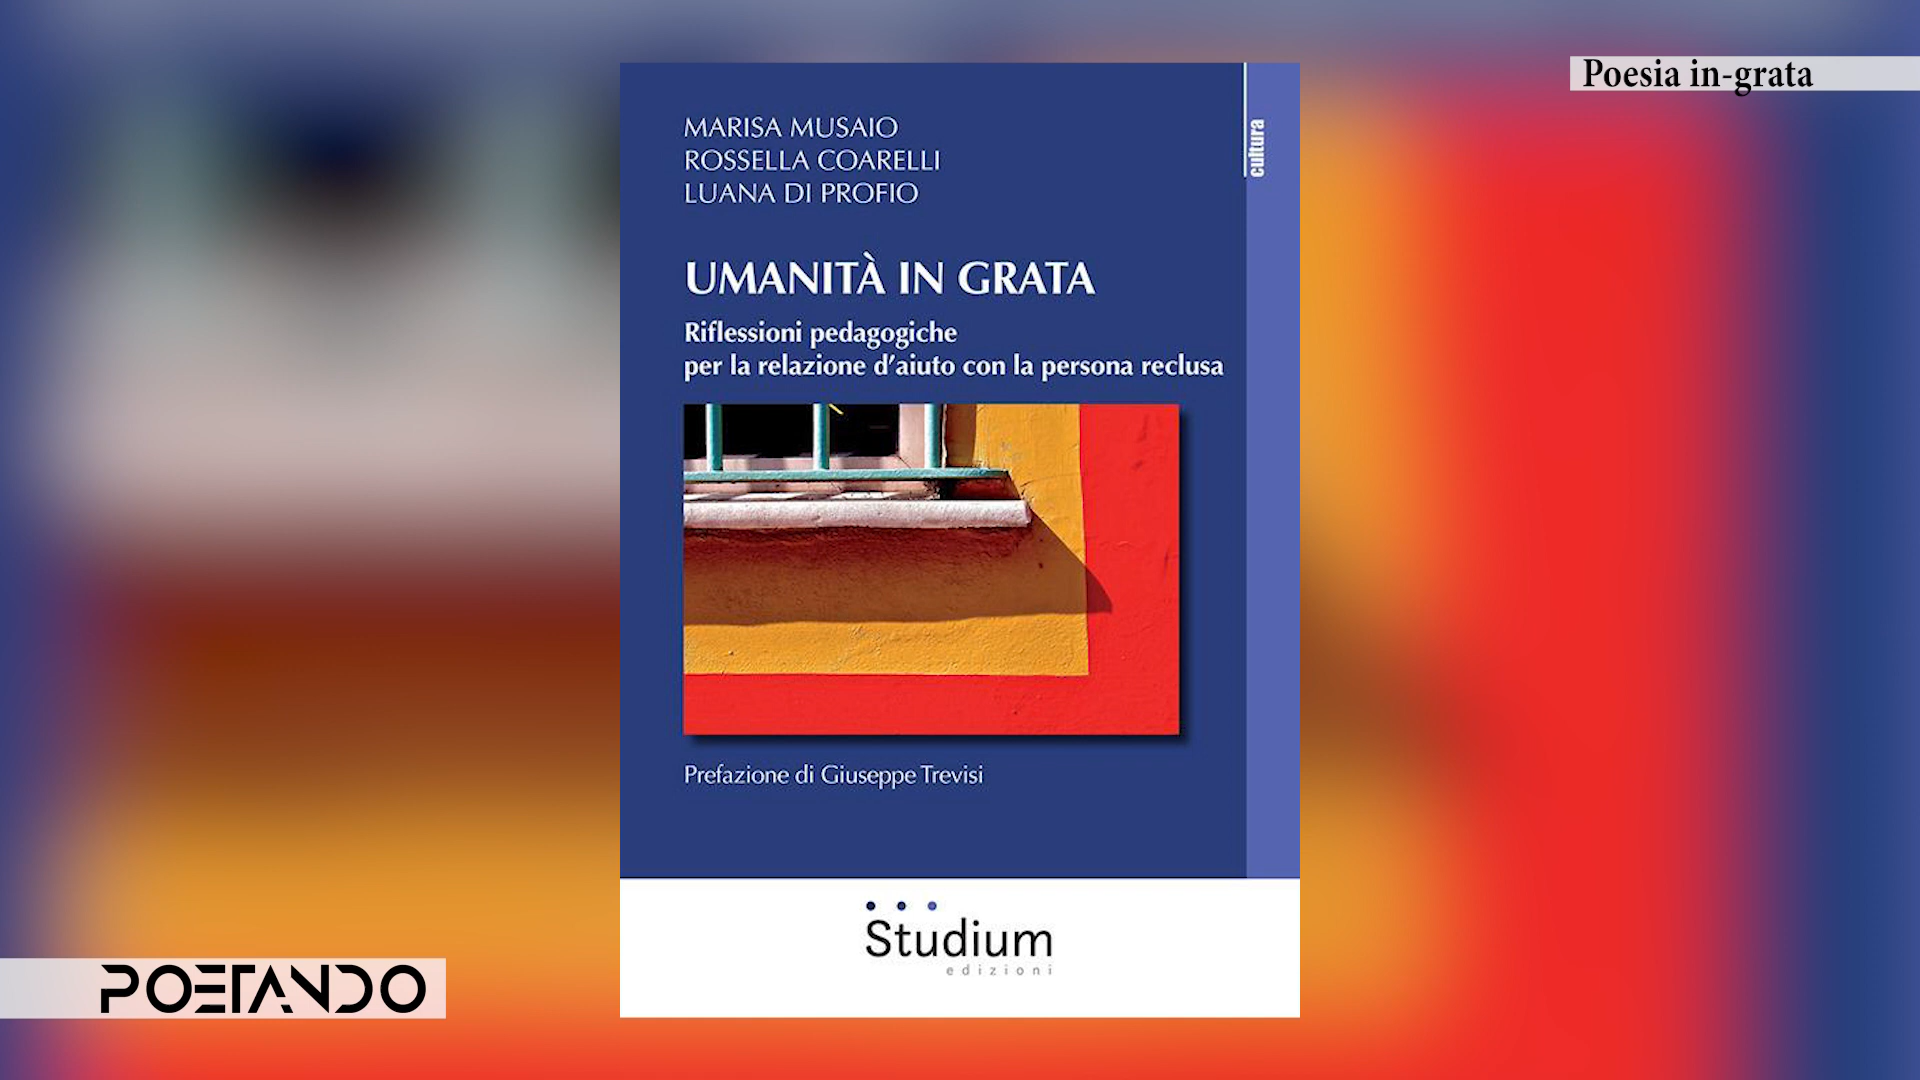 Poesia in-grata
MARISA MUSAIO
ROSSELLA COARELLI
LUANA DI PROFIO
cultura
UMANITÀ IN GRATA
Riflessioni pedagogiche
per la relazione d’aiuto con la persona reclusa
Prefazione di Giuseppe Trevisi
Studium
edizioni
POETANDO